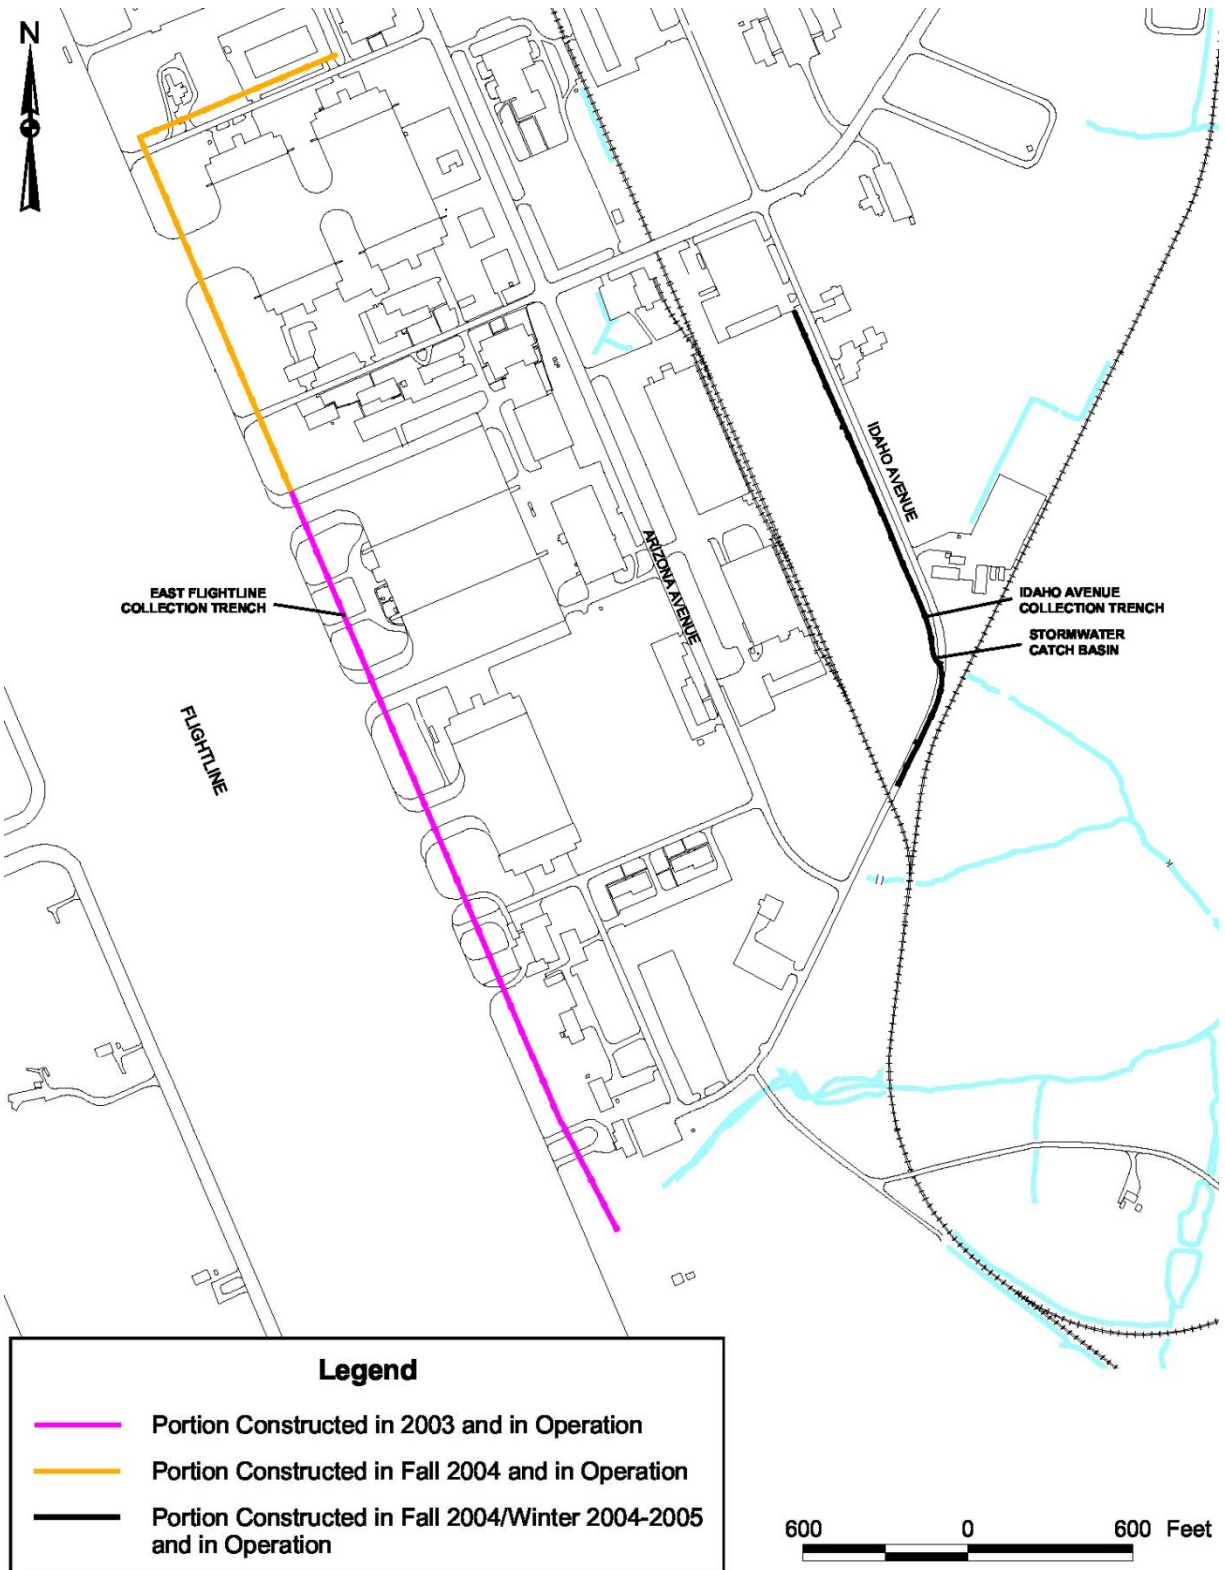 N
IDAHO AVENUE
ARIZONA AVENUE
EAST FLIGHTLINE
COLLECTION TRENCH
IDAHO AVENUE
COLLECTION TRENCH
STORMWATER
CATCH BASIN
FLIGHTLINE
Legend
Portion Constructed in 2003 and in Operation
Portion Constructed in Fall 2004 and in Operation
Portion Constructed in Fall 2004/Winter 2004-2005
and in Operation
600 0 600 Feet